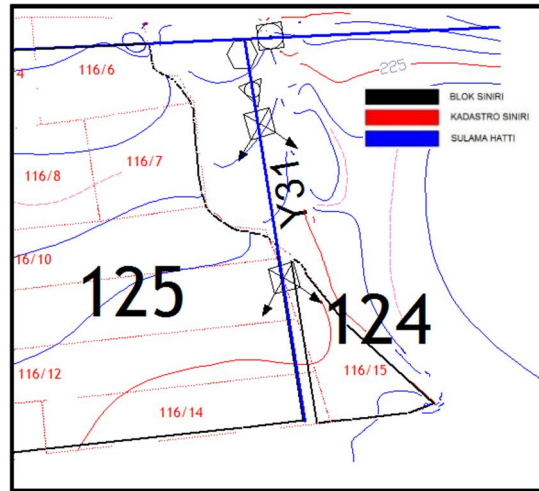 116/6
4
225
BLOK SINIRI
KADASTRO SINIRI
SULAMA HATTI
116/7
116/8
Y31
16/10
125
124
116/12
116/15
116/14